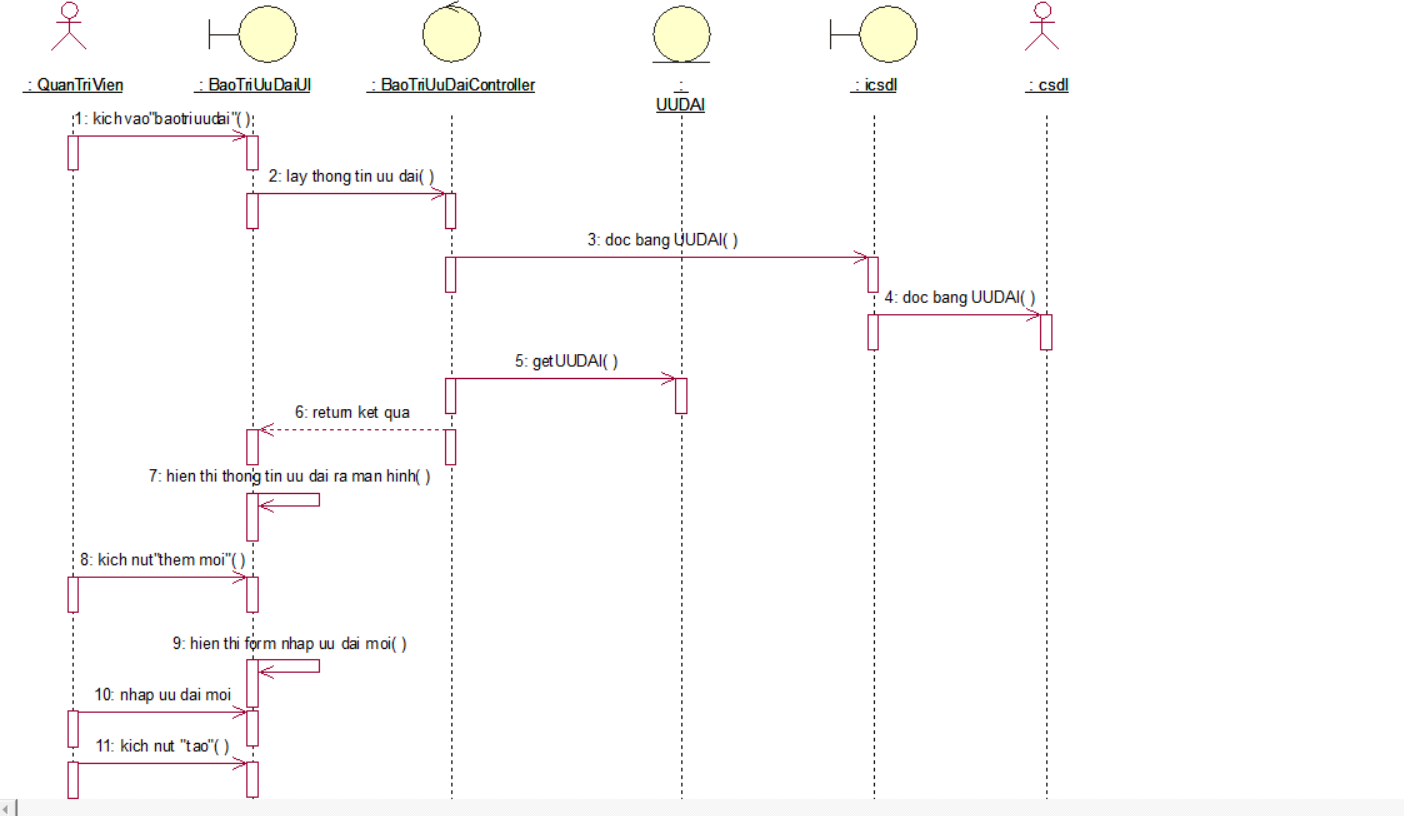 : QuanTriVien
: BaoTriUuDaiUI
: BaoTriUuDaiController
:
UUDAI
: icsdl
: csdl
1: kich vao"baotriuudai"( )
2: lay thong tin uu dai( )
3: doc bang UUDAI( )
4: doc bang UUDAI( )
5: getUUDAI( )
6: return ket qua
7: hien thi thong tin uu dai ra man hinh( )
8: kich nut"them moi"( )
9: hien thi form nhap uu dai moi( )
10: nhap uu dai moi
11: kich nut "tao"( )